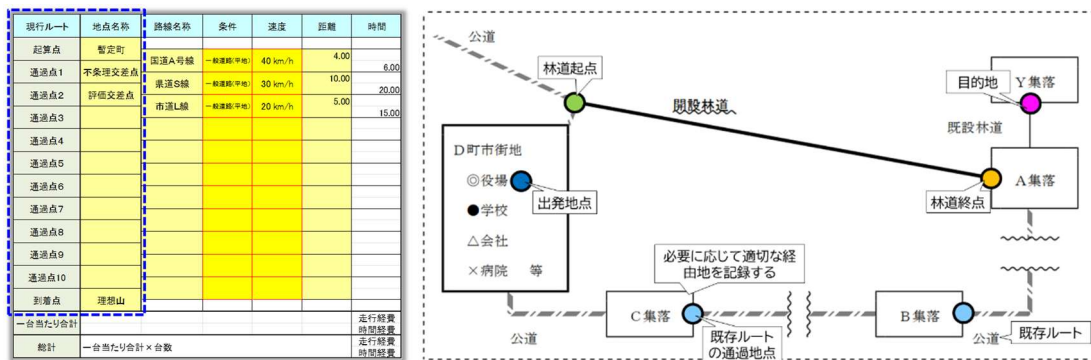 現行ルート 地点名称 路線名称 条件 速度 距離 時間
起算点 暫定町
国道A号線 一般道路(平地) 40 km/h 4.00 6.00
通過点1 不条理交差点
県道S線 一般道路(平地) 30 km/h 10.00 20.00
通過点2 評価交差点
市道L線 一般道路(平地) 20 km/h 5.00 15.00
通過点3
通過点4
通過点5
通過点6
通過点7
通過点8
通過点9
通過点10
到着点 理想山
一台当たり合計 走行経費
時間経費
総計 一台当たり合計×台数 走行経費
時間経費
公道
林道起点
開設林道
目的地
Y集落
既設林道
A集落
林道終点
D町市街地
◎役場
出発地点
●学校
△会社
×病院 等
必要に応じて適切な経
由地を記録する
公道
C集落
既存ルート
の通過地点
B集落
公道
既存ルート